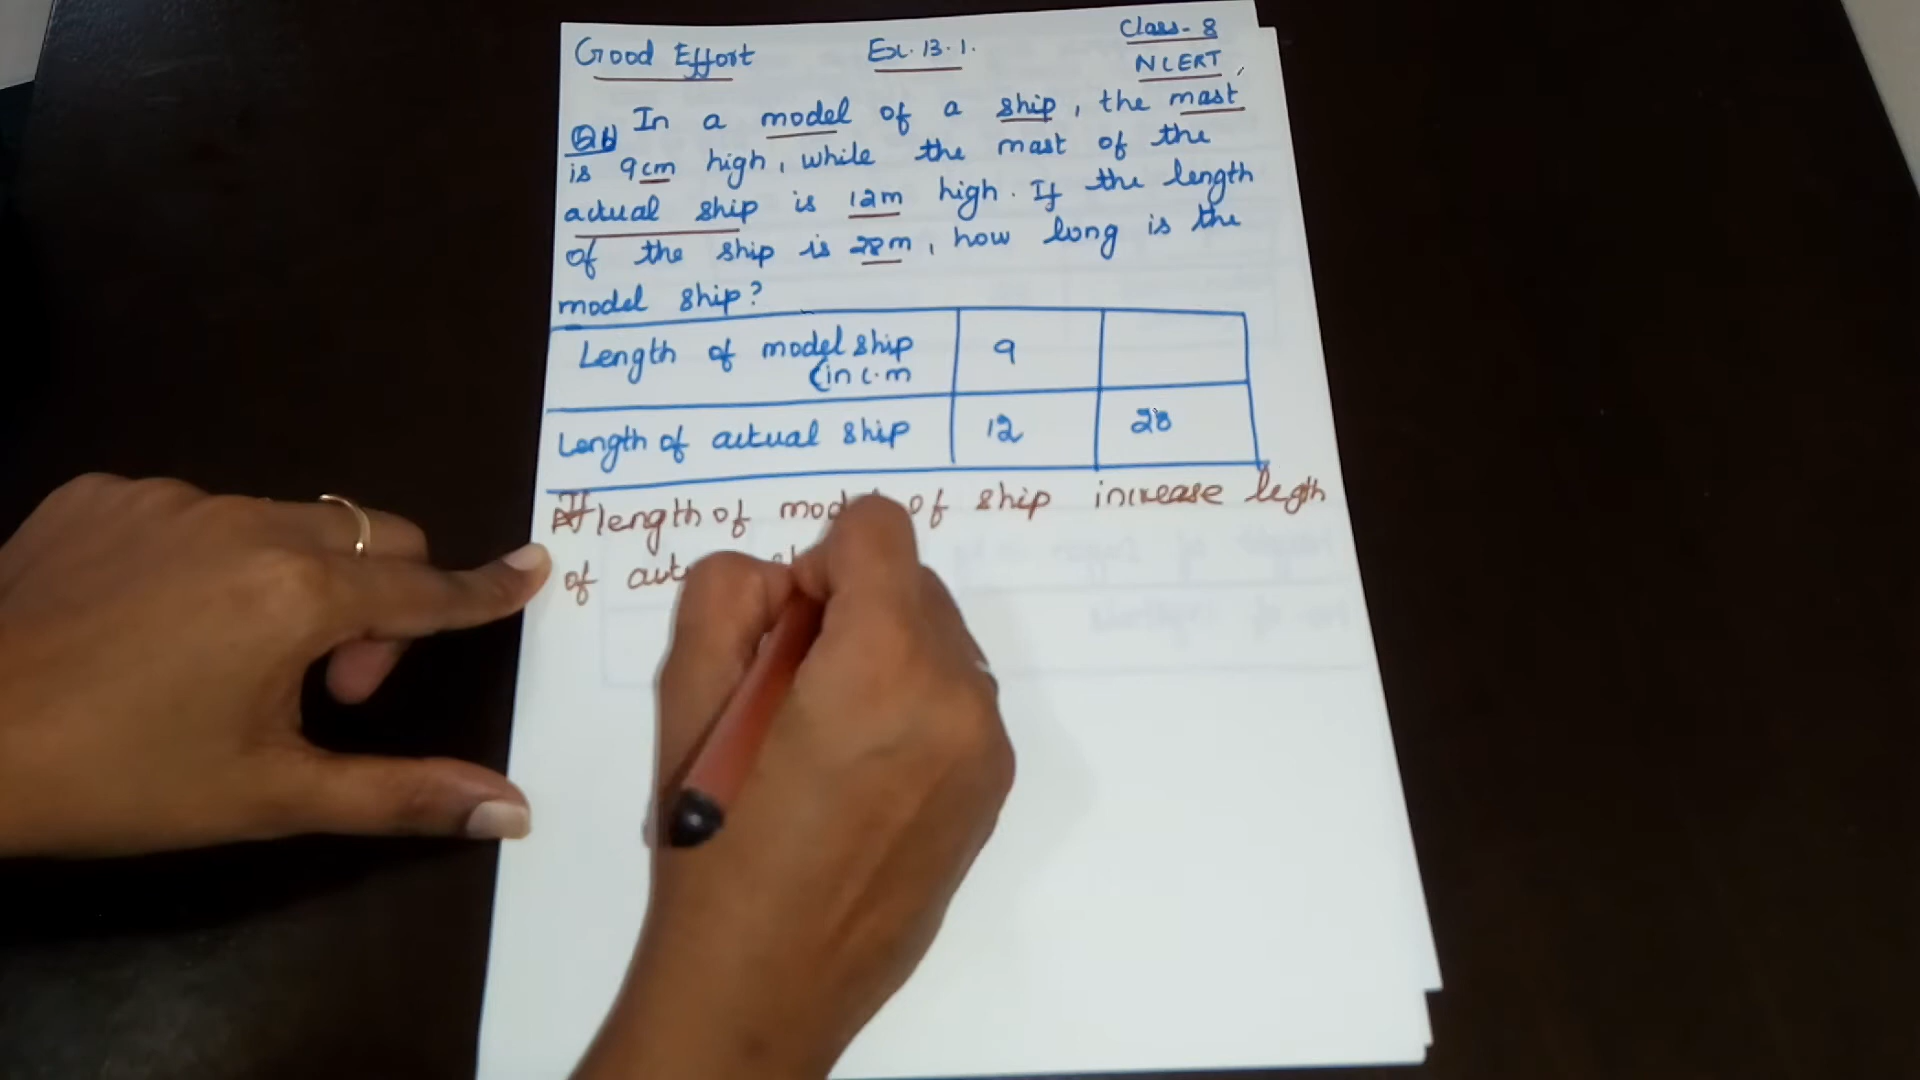 Good Effort
Ex. 13.1.
Class- 8
NCERT
In a model of a ship, the mast
is 9cm high, while the mast of the
actual ship is 12m high. If the length
of the ship is 28m, how long is the
model ship?
Length of model ship 9
(in c.m
Length of actual ship 12 28
If length of model of ship increase legth
of